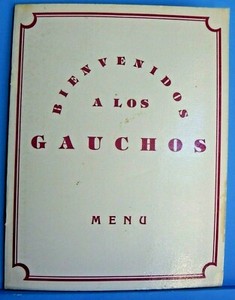 BIENVENIDOS
A LOS
GAUCHOS
MENU